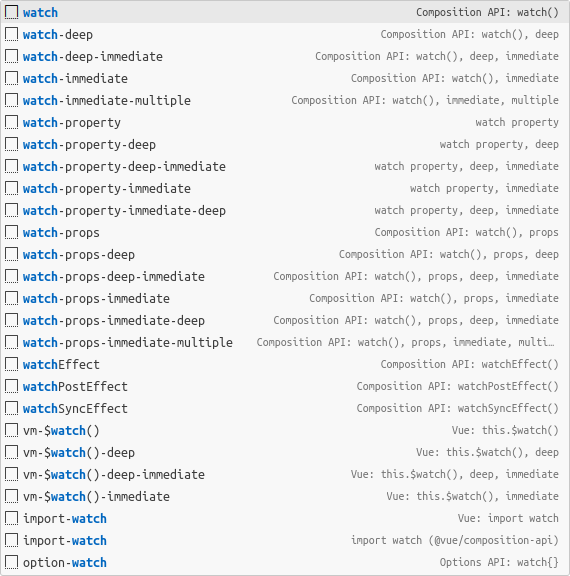 watch Composition API: watch()
watch-deep Composition API: watch(), deep
watch-deep-immediate Composition API: watch(), deep, immediate
watch-immediate Composition API: watch(), immediate
watch-immediate-multiple Composition API: watch(), immediate, multiple
watch-property watch property
watch-property-deep watch property, deep
watch-property-deep-immediate watch property, deep, immediate
watch-property-immediate watch property, immediate
watch-property-immediate-deep watch property, deep, immediate
watch-props Composition API: watch(), props
watch-props-deep Composition API: watch(), props, deep
watch-props-deep-immediate Composition API: watch(), props, deep, immediate
watch-props-immediate Composition API: watch(), props, immediate
watch-props-immediate-deep Composition API: watch(), props, deep, immediate
watch-props-immediate-multiple Composition API: watch(), props, immediate, multi…
watchEffect Composition API: watchEffect()
watchPostEffect Composition API: watchPostEffect()
watchSyncEffect Composition API: watchSyncEffect()
vm-$watch() Vue: this.$watch()
vm-$watch()-deep Vue: this.$watch(), deep
vm-$watch()-deep-immediate Vue: this.$watch(), deep, immediate
vm-$watch()-immediate Vue: this.$watch(), immediate
import-watch Vue: import watch
import-watch import watch (@vue/composition-api)
option-watch Options API: watch{}